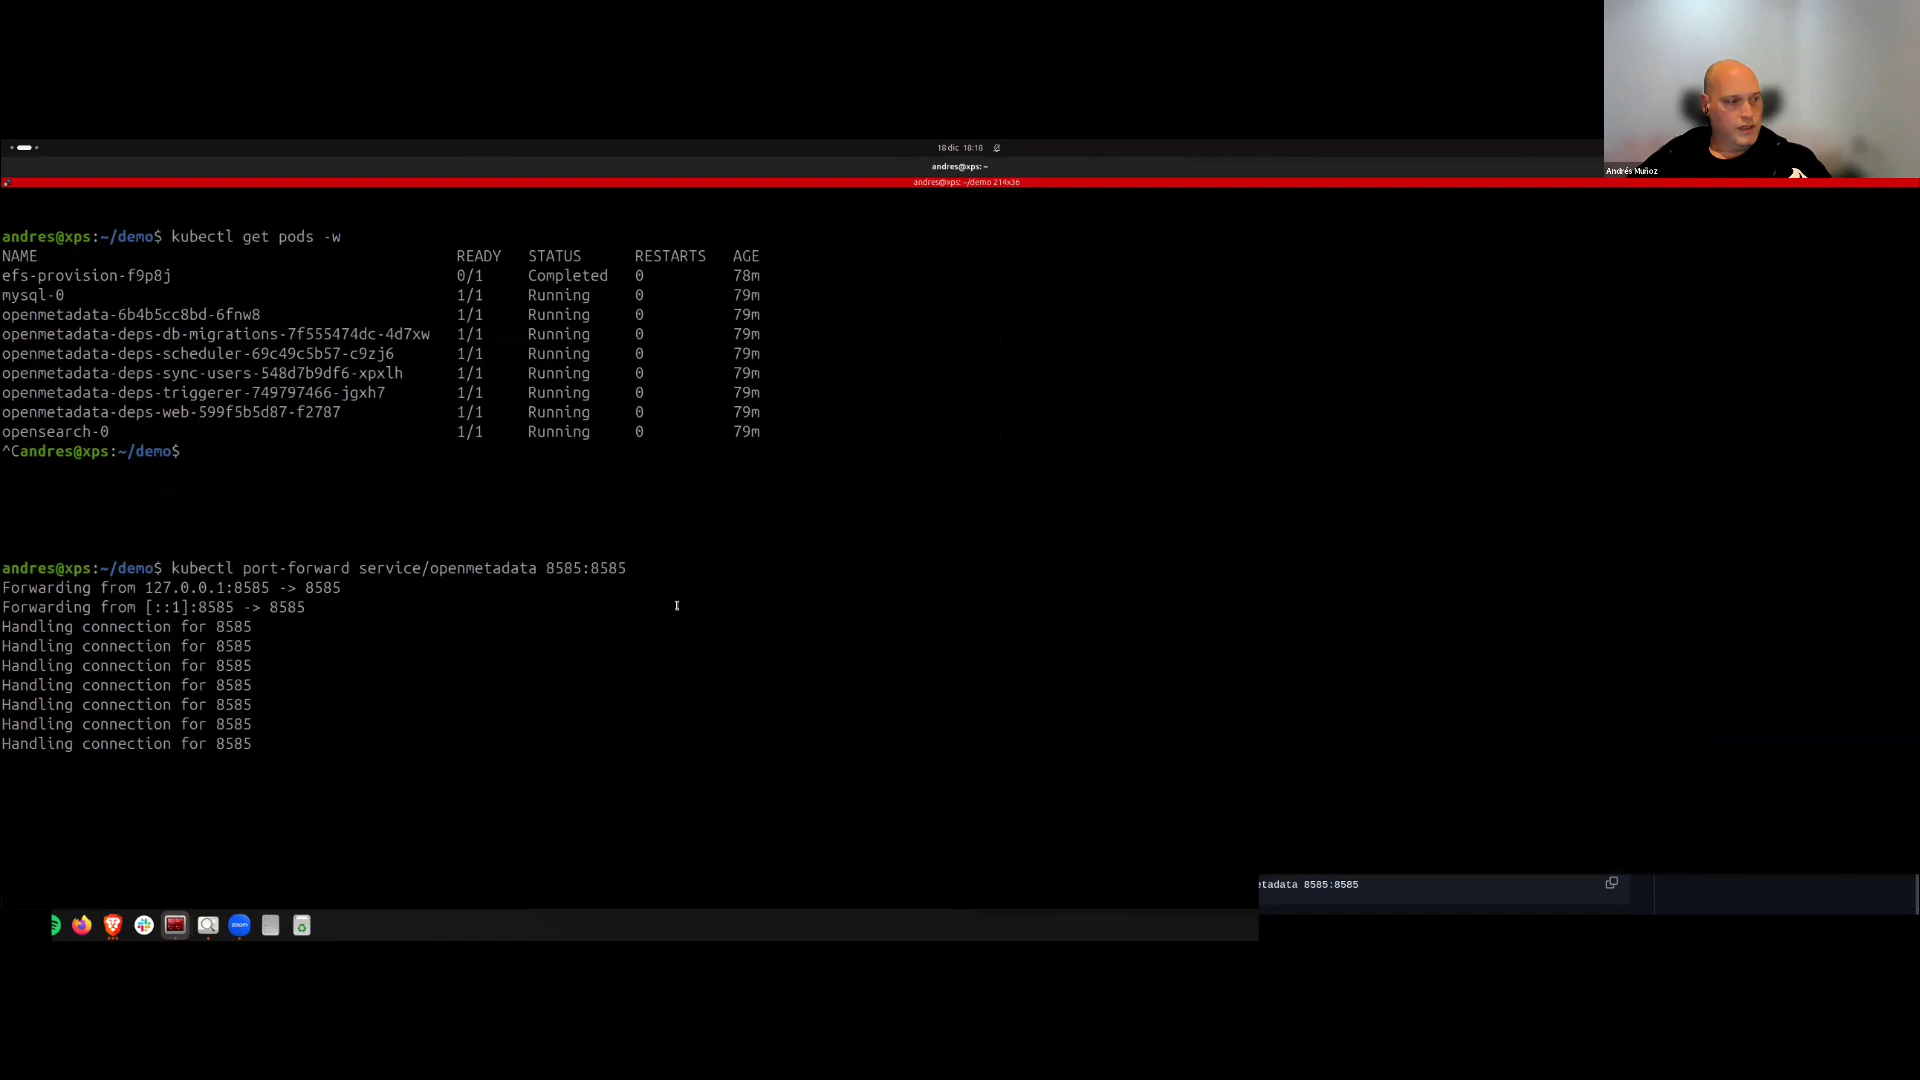 18 dic 18:18
andres@xps: ~
andres@xps: ~/demo 214x36
Andrés Muñoz
andres@xps:~/demo$ kubectl get pods -w
NAME READY STATUS RESTARTS AGE
efs-provision-f9p8j 0/1 Completed 0 78m
mysql-0 1/1 Running 0 79m
openmetadata-6b4b5cc8bd-6fnw8 1/1 Running 0 79m
openmetadata-deps-db-migrations-7f555474dc-4d7xw 1/1 Running 0 79m
openmetadata-deps-scheduler-69c49c5b57-c9zj6 1/1 Running 0 79m
openmetadata-deps-sync-users-548d7b9df6-xpxlh 1/1 Running 0 79m
openmetadata-deps-triggerer-749797466-jgxh7 1/1 Running 0 79m
openmetadata-deps-web-599f5b5d87-f2787 1/1 Running 0 79m
opensearch-0 1/1 Running 0 79m
^Candres@xps:~/demo$
andres@xps:~/demo$ kubectl port-forward service/openmetadata 8585:8585
Forwarding from 127.0.0.1:8585 -> 8585
Forwarding from [::1]:8585 -> 8585
Handling connection for 8585
Handling connection for 8585
Handling connection for 8585
Handling connection for 8585
Handling connection for 8585
Handling connection for 8585
Handling connection for 8585
etadata 8585:8585
zoom